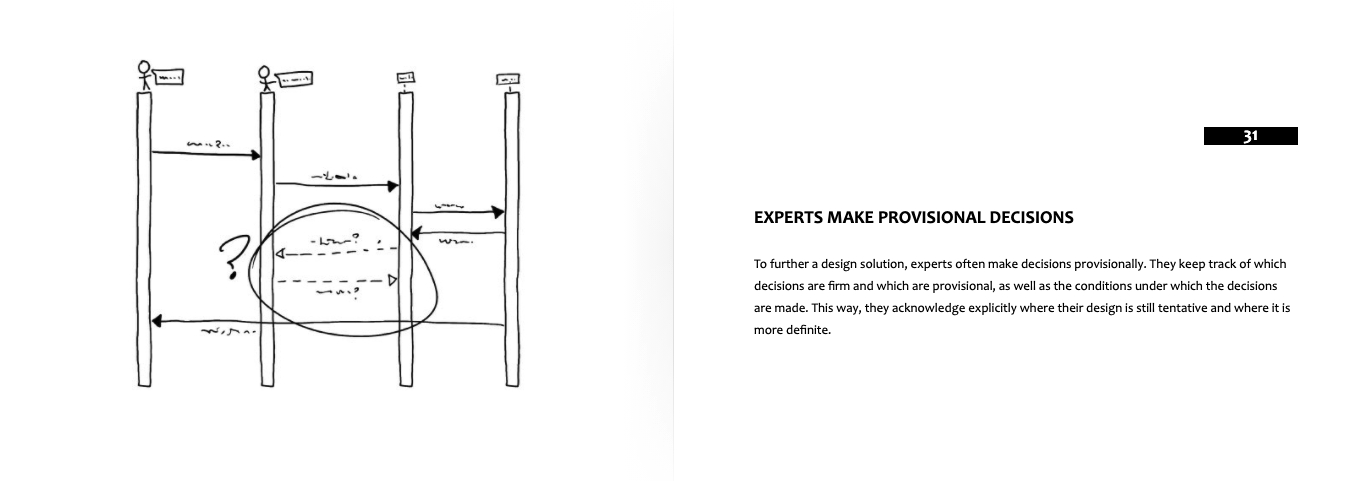 31
EXPERTS MAKE PROVISIONAL DECISIONS
To further a design solution, experts often make decisions provisionally. They keep track of which
decisions are firm and which are provisional, as well as the conditions under which the decisions
are made. This way, they acknowledge explicitly where their design is still tentative and where it is
more definite.